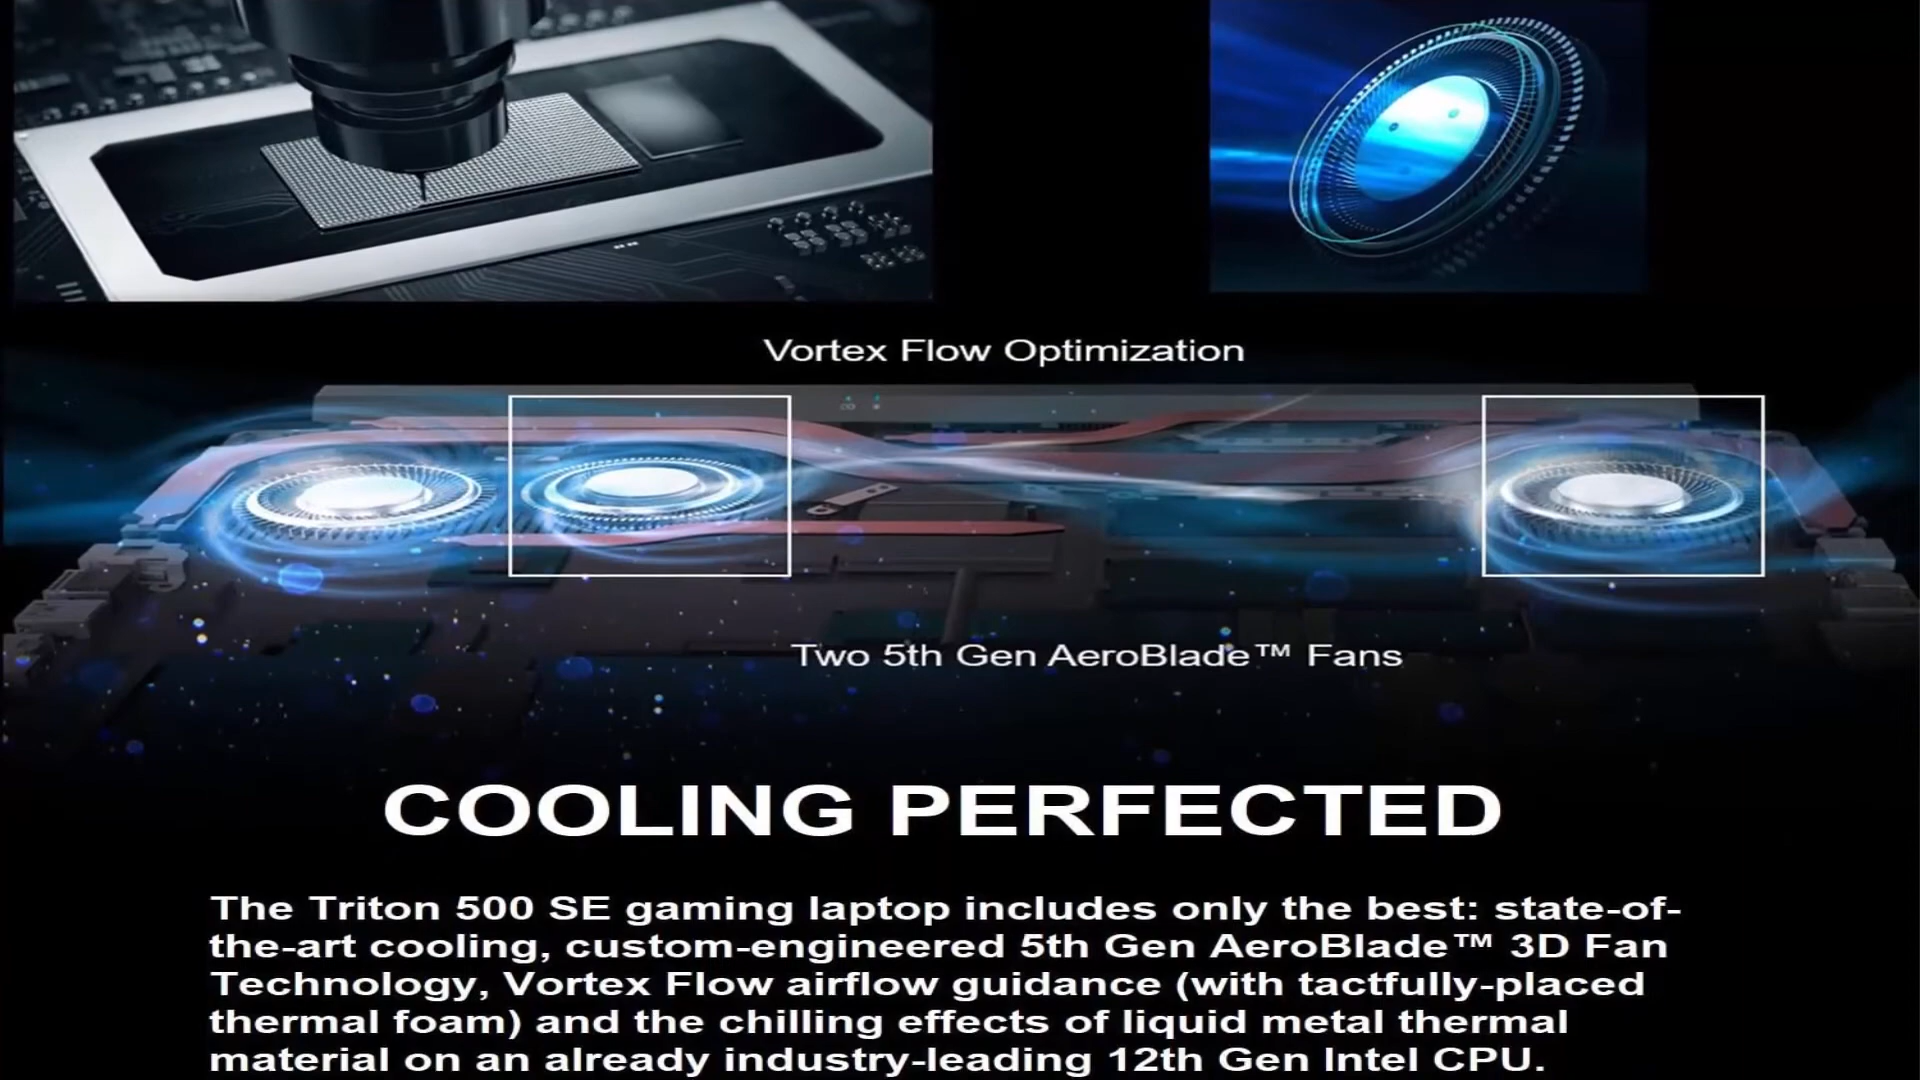 Vortex Flow Optimization
Two 5th Gen AeroBlade™ Fans
COOLING PERFECTED
The Triton 500 SE gaming laptop includes only the best: state-of-
the-art cooling, custom-engineered 5th Gen AeroBlade™ 3D Fan
Technology, Vortex Flow airflow guidance (with tactfully-placed
thermal foam) and the chilling effects of liquid metal thermal
material on an already industry-leading 12th Gen Intel CPU.